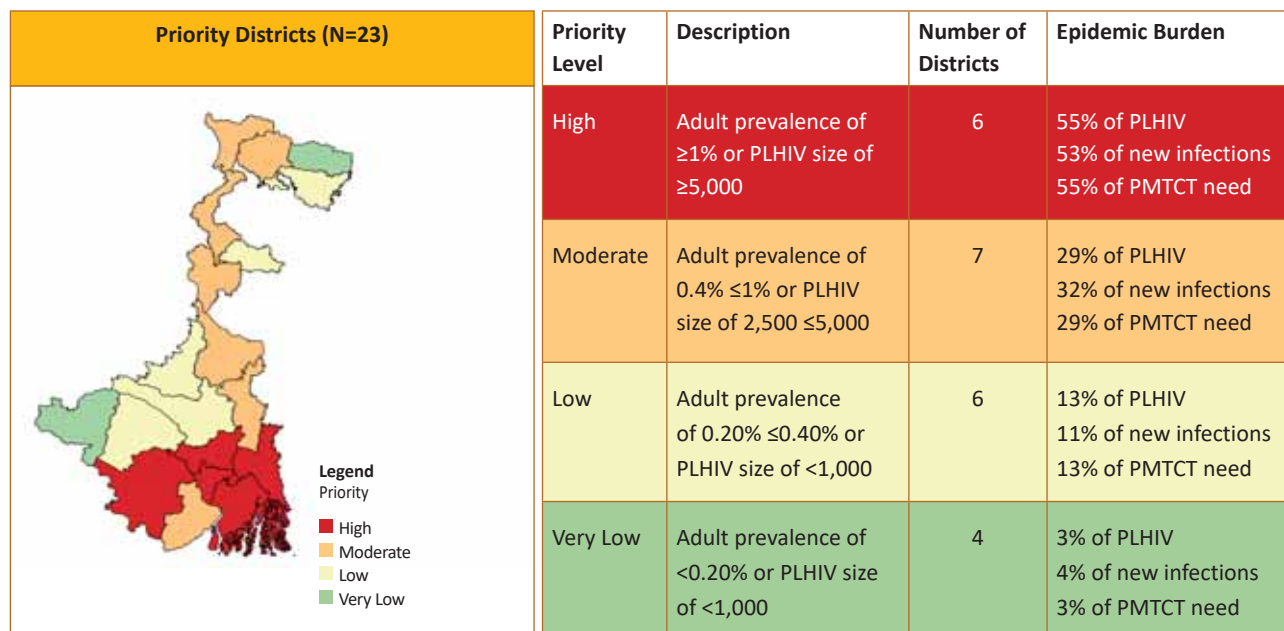 Priority Districts (N=23)
Legend
Priority
High
Moderate
Low
Very Low
Priority Level
Description
Number of Districts
Epidemic Burden
High
Adult prevalence of
≥1% or PLHIV size of
≥5,000
6
55% of PLHIV
53% of new infections
55% of PMTCT need
Moderate
Adult prevalence of
0.4% ≤1% or PLHIV
size of 2,500 ≤5,000
7
29% of PLHIV
32% of new infections
29% of PMTCT need
Low
Adult prevalence
of 0.20% ≤0.40% or
PLHIV size of <1,000
6
13% of PLHIV
11% of new infections
13% of PMTCT need
Very Low
Adult prevalence of
<0.20% or PLHIV size
of <1,000
4
3% of PLHIV
4% of new infections
3% of PMTCT need